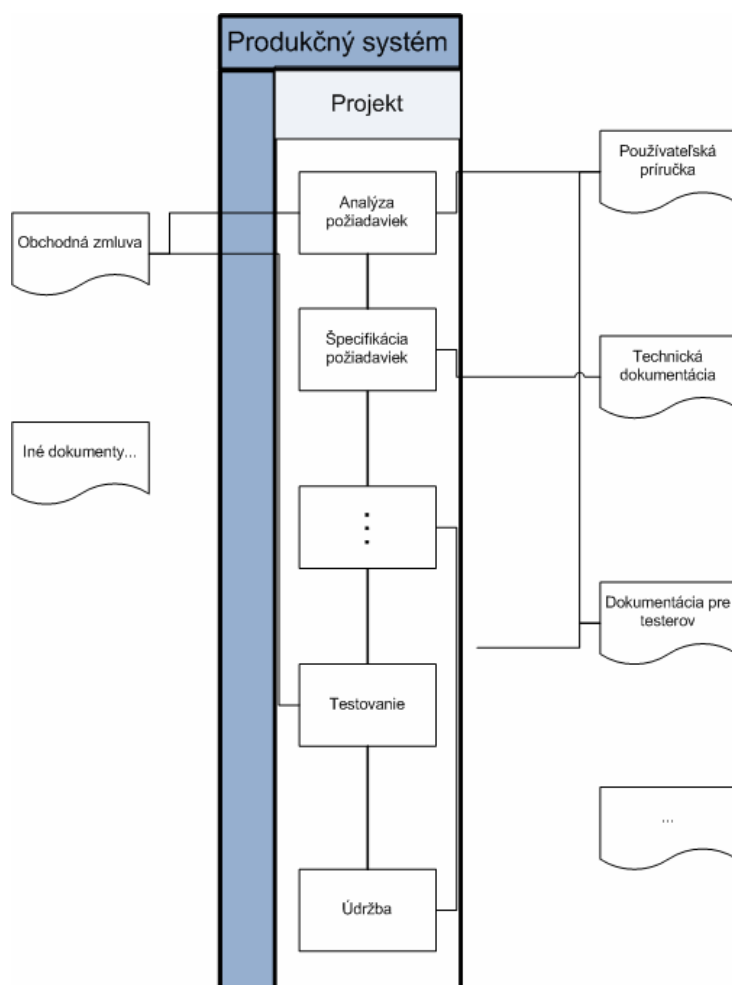 Produkčný systém
Projekt
Analýza
požiadaviek
Obchodná zmluva
Používateľská
príručka
Špecifikácia
požiadaviek
Technická
dokumentácia
Iné dokumenty...
Dokumentácia pre
testerov
Testovanie
...
Údržba